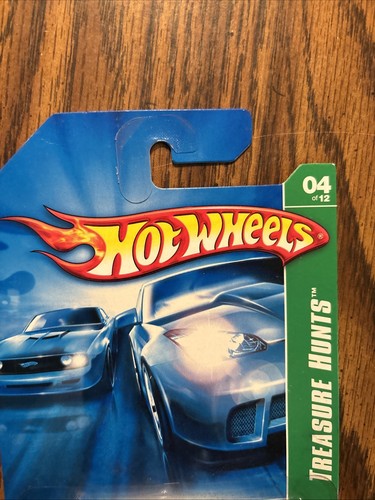 04
of 12
HOT WHEELS®
TREASURE HUNTS™